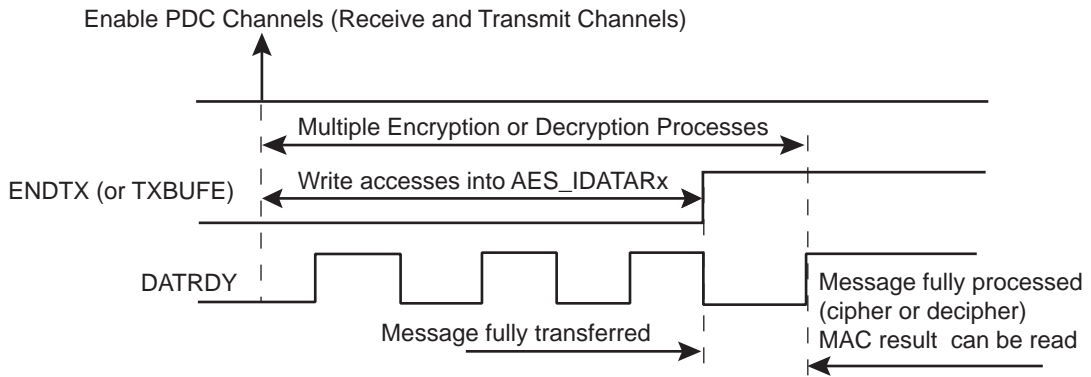 Enable PDC Channels (Receive and Transmit Channels)
Multiple Encryption or Decryption Processes
ENDTX (or TXBUFE)
Write accesses into AES_IDATARx
DATRDY
Message fully processed
(cipher or decipher)
MAC result can be read
Message fully transferred